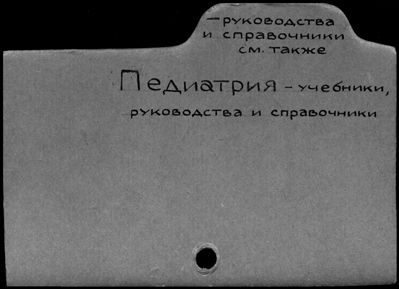 – руководства
и справочники
см. также
Педиатрия – учебники,
руководства и справочники